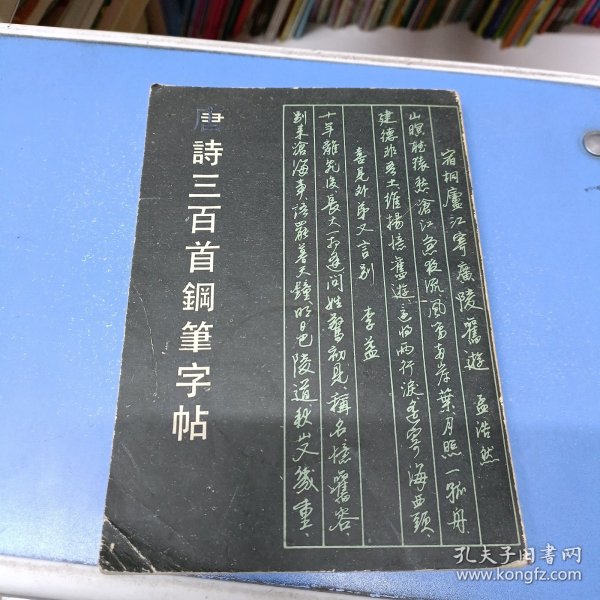 唐詩三百首鋼筆字帖
宿桐廬江寄廣陵舊遊 孟浩然
山暝聽猿愁滄江急夜流風鳴兩岸葉月照一孤舟
建德非吾土維揚憶舊遊還將兩行淚遙寄海西頭
喜見外弟又言別 李益
十年離亂後長大一相逢問姓驚初見稱名憶舊容
別來滄海事語罷暮天鐘明日巴陵道秋山又幾重
孔夫子旧书网
www.kongfz.com